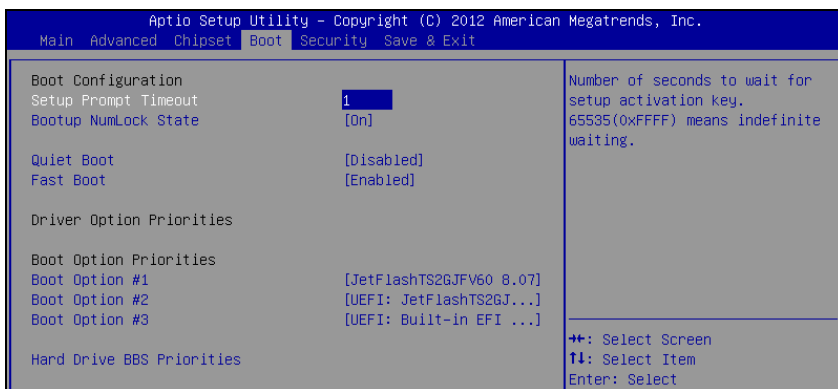 Aptio Setup Utility – Copyright (C) 2012 American Megatrends, Inc.
Main Advanced Chipset Boot Security Save & Exit
Boot Configuration
Setup Prompt Timeout 1
Bootup NumLock State [On]
Quiet Boot [Disabled]
Fast Boot [Enabled]
Driver Option Priorities
Boot Option Priorities
Boot Option #1 [JetFlashTS2GJFV60 8.07]
Boot Option #2 [UEFI: JetFlashTS2GJ...]
Boot Option #3 [UEFI: Built-in EFI ...]
Hard Drive BBS Priorities
Number of seconds to wait for
setup activation key.
65535(0xFFFF) means indefinite
waiting.
→←: Select Screen
↑↓: Select Item
Enter: Select